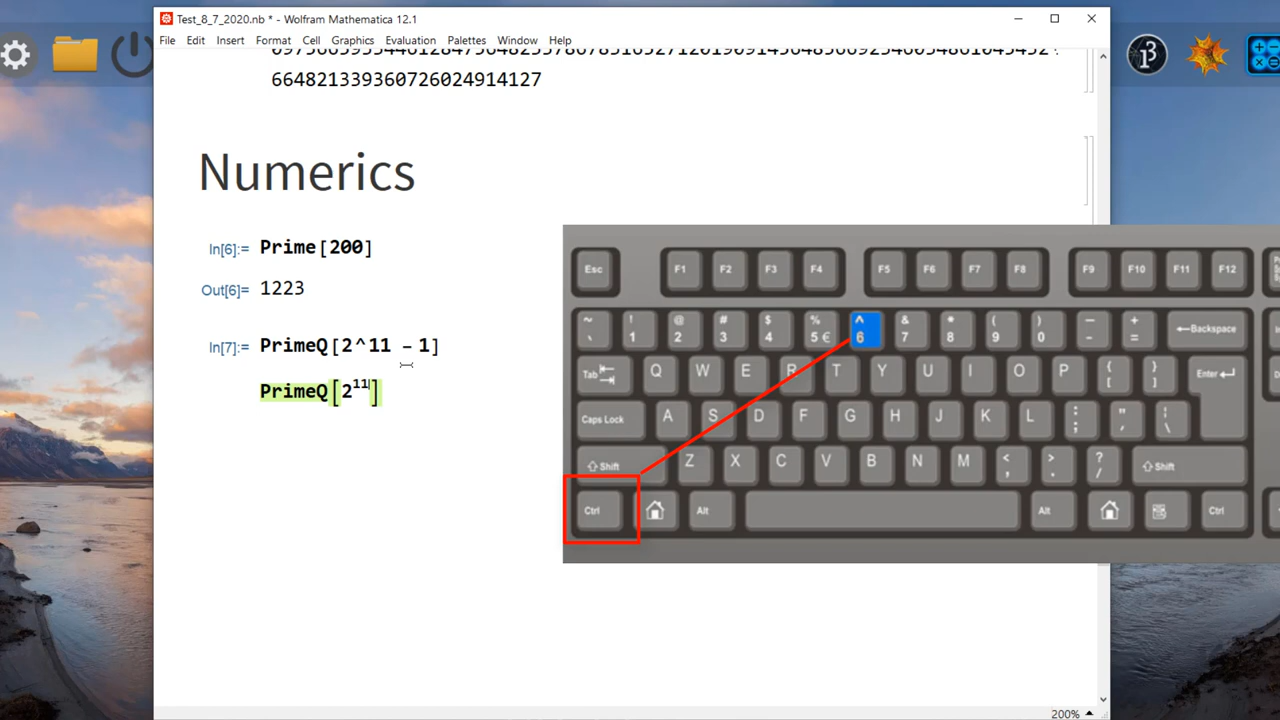 Test_8_7_2020.nb * - Wolfram Mathematica 12.1
File Edit Insert Format Cell Graphics Palettes Evaluation Window Help
664821339360726024914127
Numerics
In[6]:= Prime[200]
Out[6]= 1223
In[7]:= PrimeQ[2^11 - 1]
PrimeQ[2¹¹]
Esc F1 F2 F3 F4 F5 F6 F7 F8 F9 F10 F11 F12
~ ! @ # $ % ^ & * ( ) _ +
` 1 2 3 4 5 € 6 7 8 9 0 - = ←Backspace
Tab Q W E R T Y U I O P { [ } ] Enter
Caps Lock A S D F G H J K L : ; " , | \
Shift Z X C V B N M < , > . ? / Shift
Ctrl Alt Alt Ctrl
200%